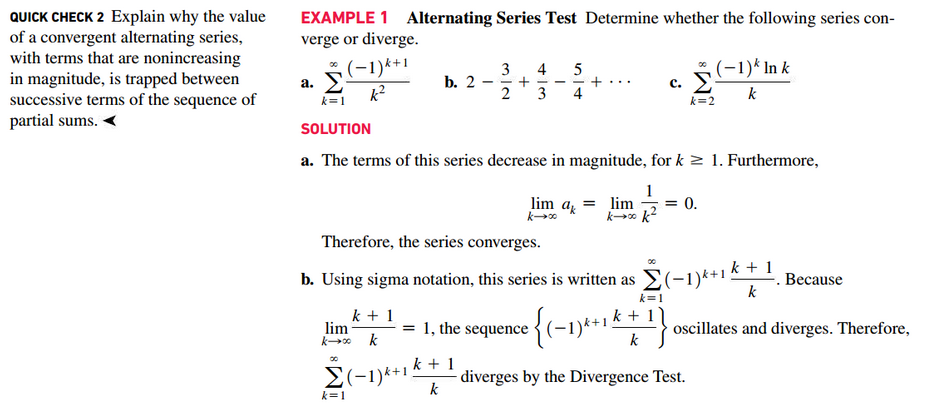 QUICK CHECK 2 Explain why the value
of a convergent alternating series,
with terms that are nonincreasing
in magnitude, is trapped between
successive terms of the sequence of
partial sums. ◄
EXAMPLE 1 Alternating Series Test Determine whether the following series con-
verge or diverge.
a. $\sum_{k=1}^{\infty} \frac{(-1)^{k+1}}{k^2}$ b. $2 - \frac{3}{2} + \frac{4}{3} - \frac{5}{4} + \cdots$ c. $\sum_{k=2}^{\infty} \frac{(-1)^k \ln k}{k}$
SOLUTION
a. The terms of this series decrease in magnitude, for $k \geq 1$. Furthermore,
$\lim_{k \to \infty} a_k = \lim_{k \to \infty} \frac{1}{k^2} = 0.$
Therefore, the series converges.
b. Using sigma notation, this series is written as $\sum_{k=1}^{\infty} (-1)^{k+1} \frac{k+1}{k}$. Because
$\lim_{k \to \infty} \frac{k+1}{k} = 1$, the sequence $\left\{ (-1)^{k+1} \frac{k+1}{k} \right\}$ oscillates and diverges. Therefore,
$\sum_{k=1}^{\infty} (-1)^{k+1} \frac{k+1}{k}$ diverges by the Divergence Test.